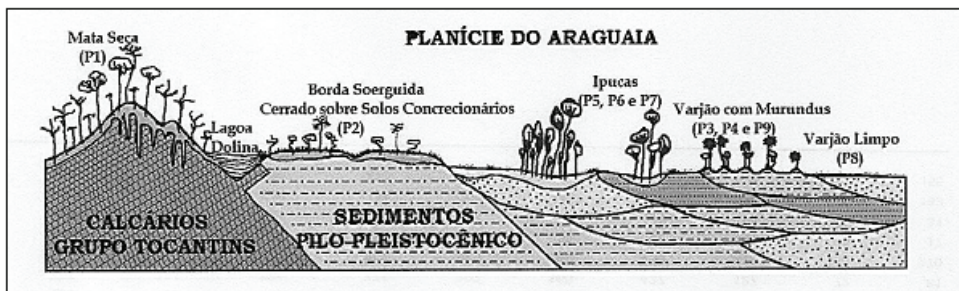 PLANÍCIE DO ARAGUAIA
Mata Seca
(P1)
Lagoa
Dolina
Borda Soerguida
Cerrado sobre Solos Concrecionários
(P2)
Ipucas
(P5, P6 e P7)
Varjão com Murundus
(P3, P4 e P9)
Varjão Limpo
(P8)
CALCÁRIOS
GRUPO TOCANTINS
SEDIMENTOS
PILO-PLEISTOCÊNICO